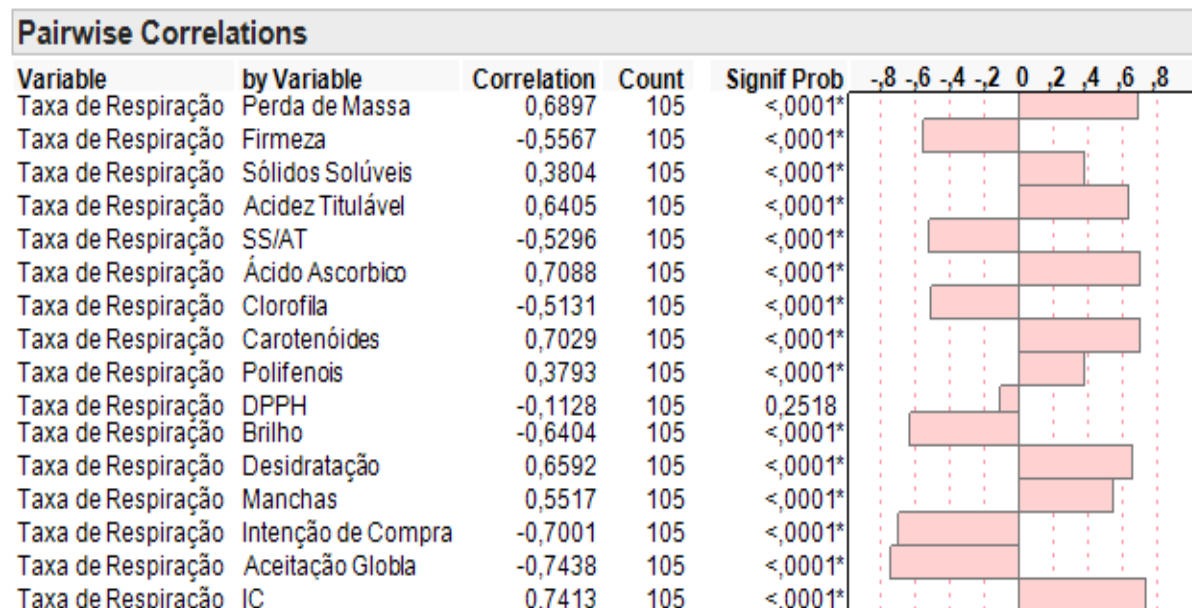 Pairwise Correlations
Variable by Variable Correlation Count Signif Prob -,8 -,6 -,4 -,2 0 ,2 ,4 ,6 ,8
Taxa de Respiração Perda de Massa 0,6897 105 <,0001*
Taxa de Respiração Firmeza -0,5567 105 <,0001*
Taxa de Respiração Sólidos Solúveis 0,3804 105 <,0001*
Taxa de Respiração Acidez Titulável 0,6405 105 <,0001*
Taxa de Respiração SS/AT -0,5296 105 <,0001*
Taxa de Respiração Ácido Ascorbico 0,7088 105 <,0001*
Taxa de Respiração Clorofila -0,5131 105 <,0001*
Taxa de Respiração Carotenóides 0,7029 105 <,0001*
Taxa de Respiração Polifenois 0,3793 105 <,0001*
Taxa de Respiração DPPH -0,1128 105 0,2518
Taxa de Respiração Brilho -0,6404 105 <,0001*
Taxa de Respiração Desidratação 0,6592 105 <,0001*
Taxa de Respiração Manchas 0,5517 105 <,0001*
Taxa de Respiração Intenção de Compra -0,7001 105 <,0001*
Taxa de Respiração Aceitação Globla -0,7438 105 <,0001*
Taxa de Respiração IC 0,7413 105 <,0001*